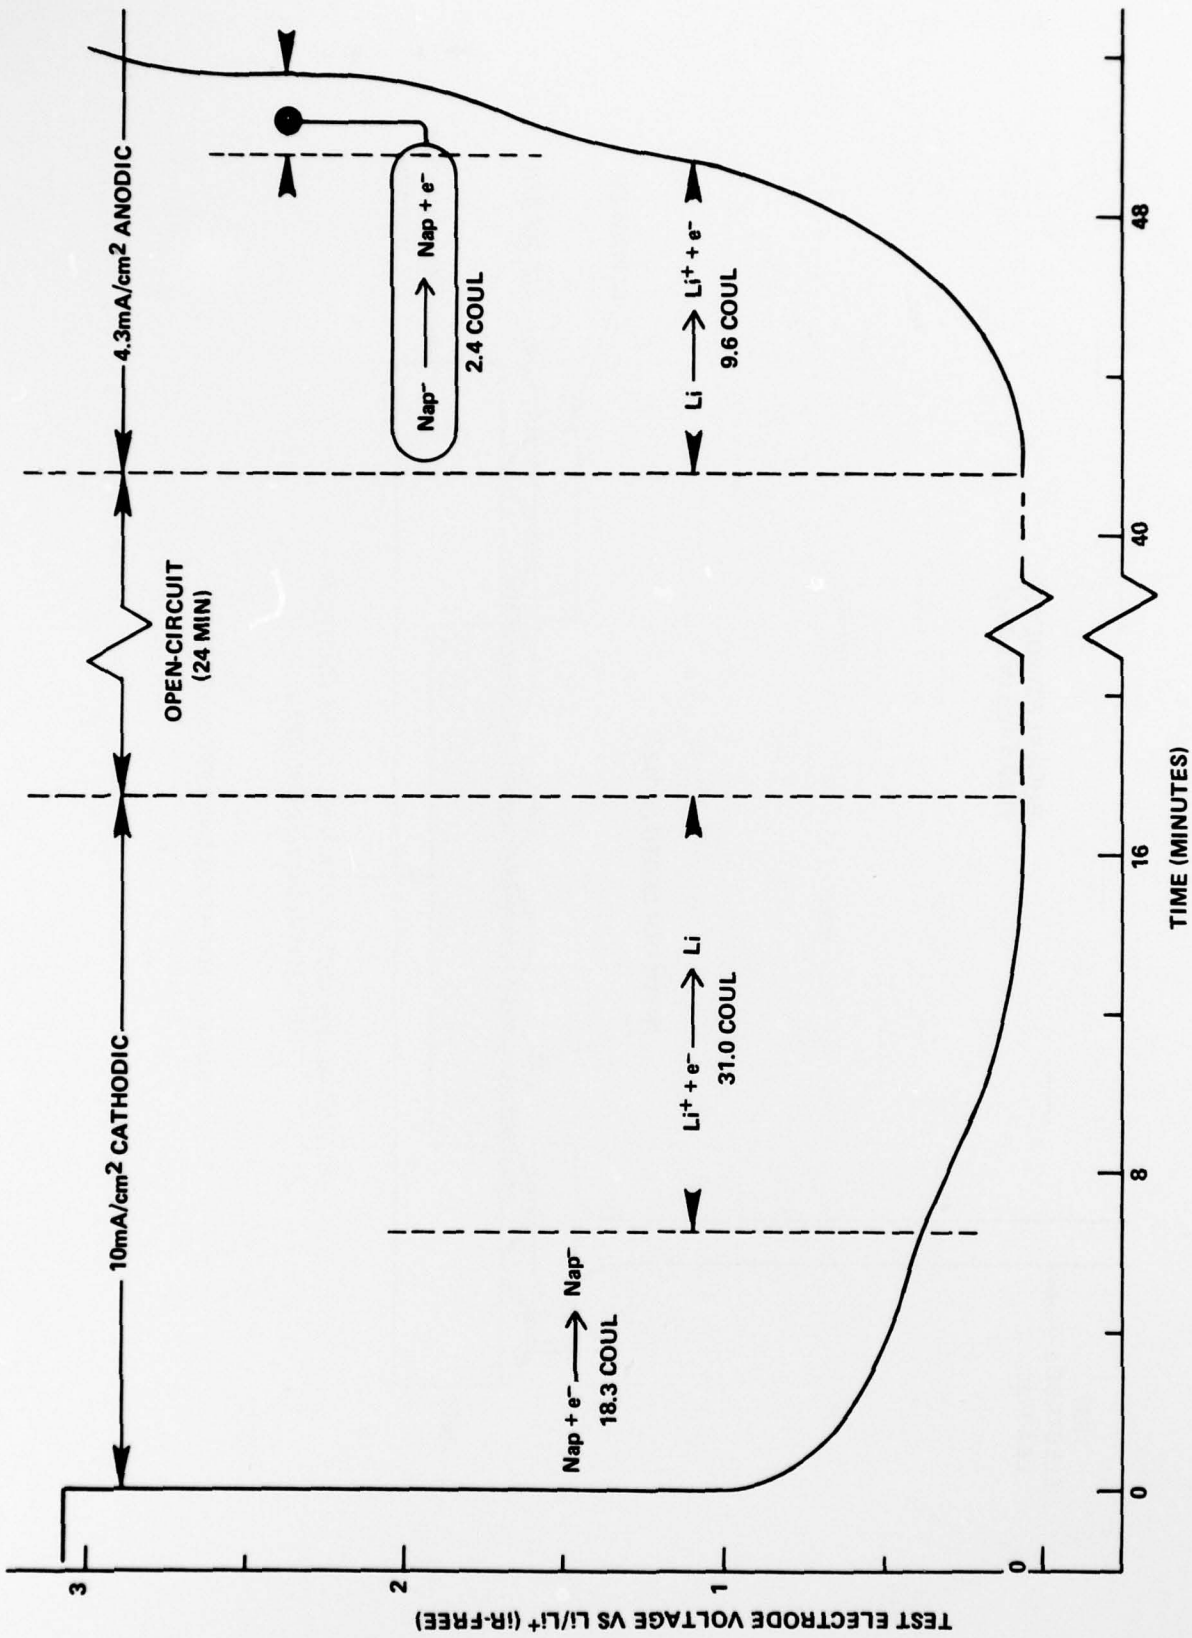 10mA/cm² CATHODIC
OPEN-CIRCUIT
(24 MIN)
4.3mA/cm² ANODIC
Nap + e⁻ → Nap⁻
18.3 COUL
Li⁺ + e⁻ → Li
31.0 COUL
Nap⁻ → Nap + e⁻
2.4 COUL
Li → Li⁺ + e⁻
9.6 COUL
TEST ELECTRODE VOLTAGE VS Li/Li⁺ (iR-FREE)
3
2
1
0
0
8
16
40
48
TIME (MINUTES)